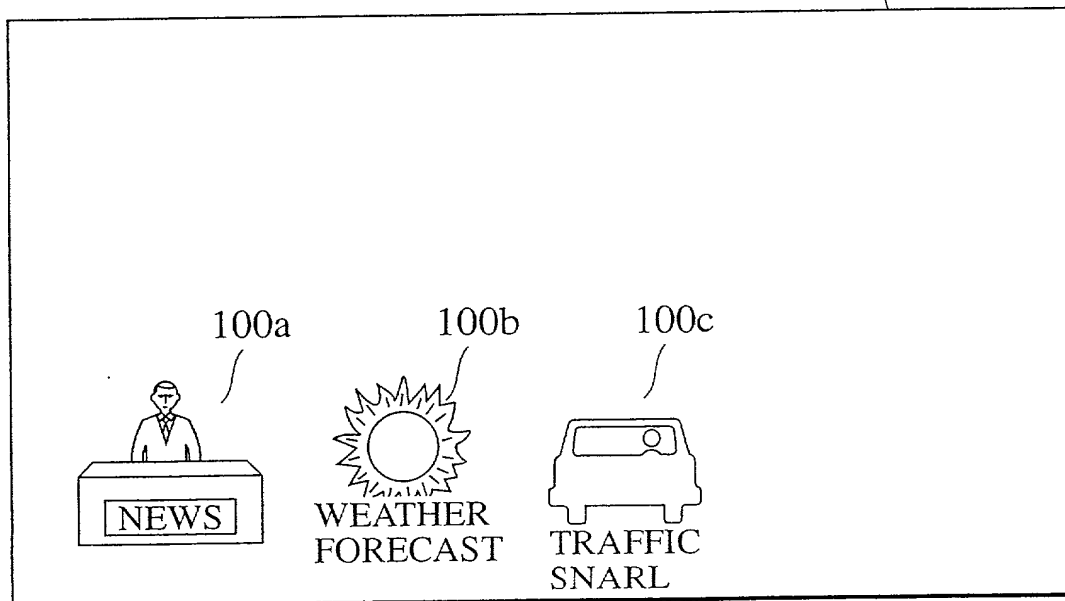 100a
100b
100c
NEWS
WEATHER
FORECAST
TRAFFIC
SNARL